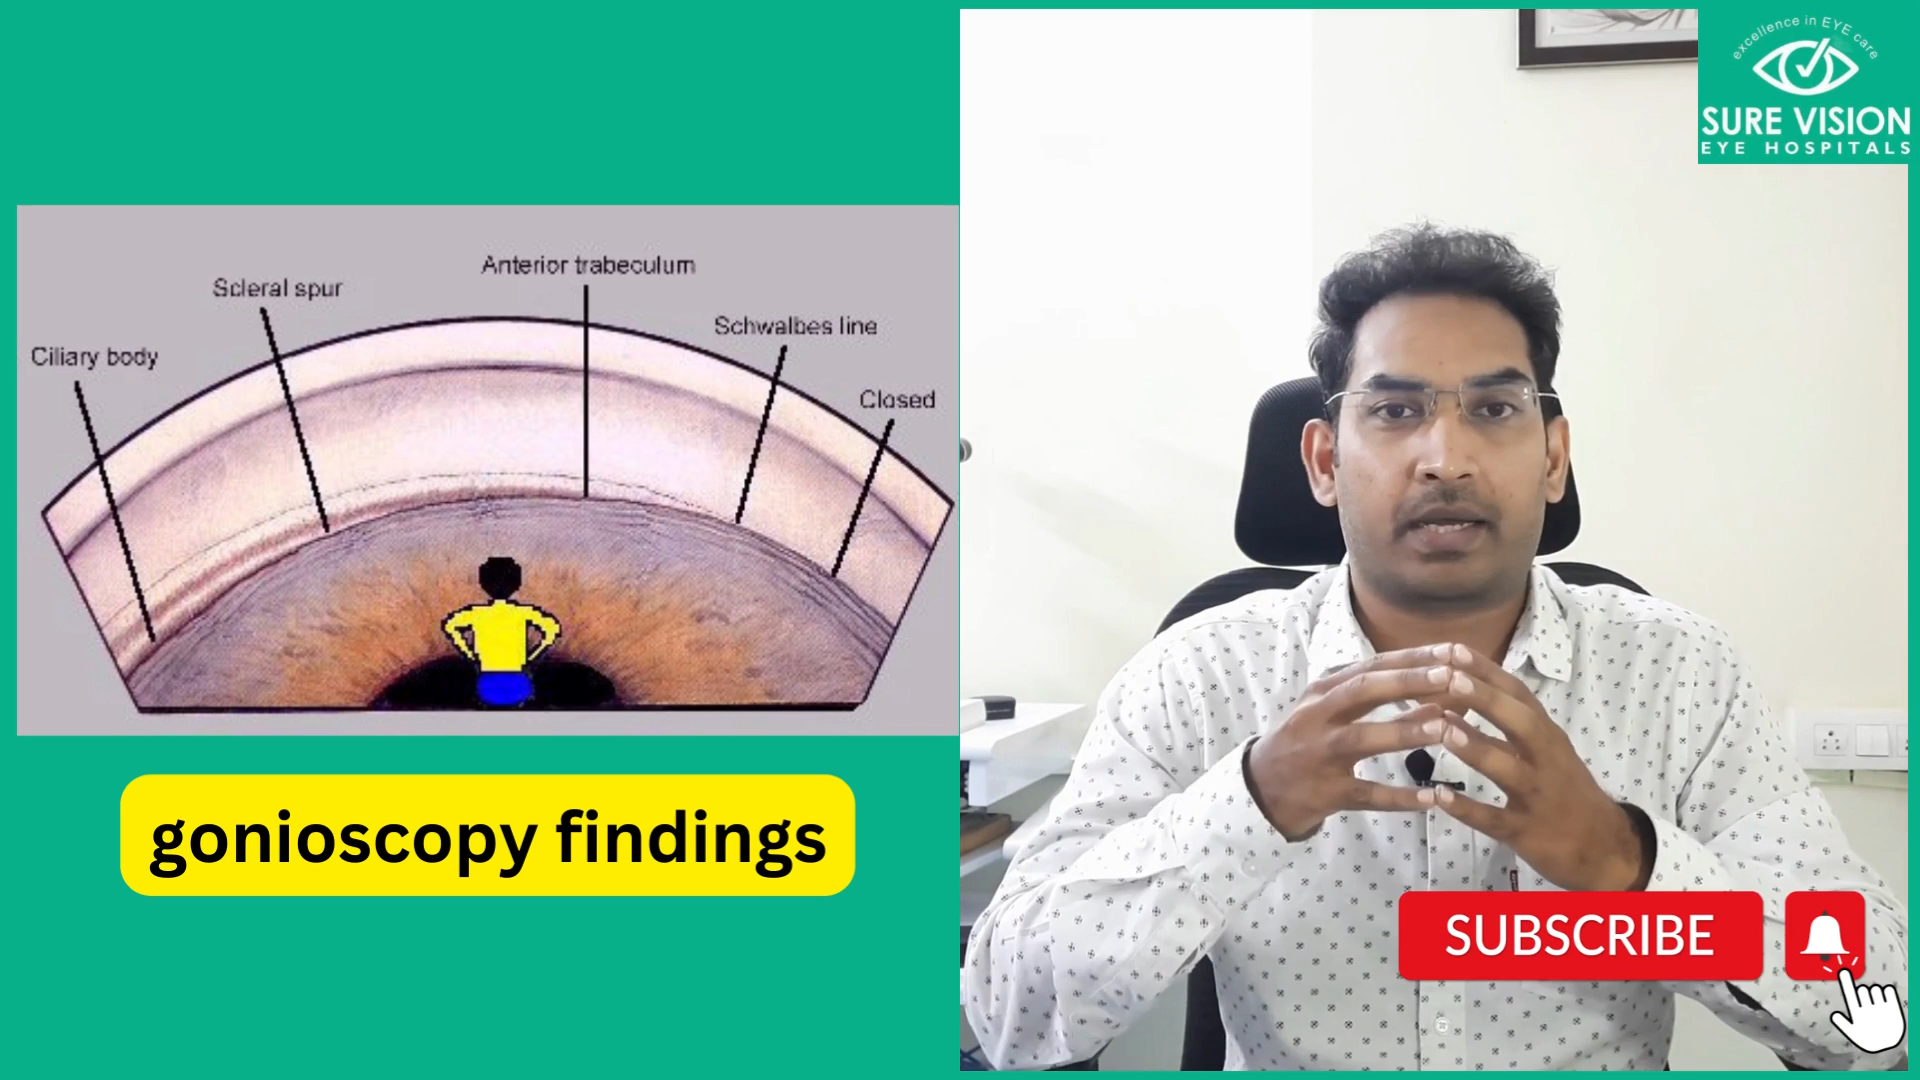 excellence in EYE care
SURE VISION
EYE HOSPITALS
Anterior trabeculum
Scleral spur
Schwalbes line
Ciliary body
Closed
gonioscopy findings
SUBSCRIBE